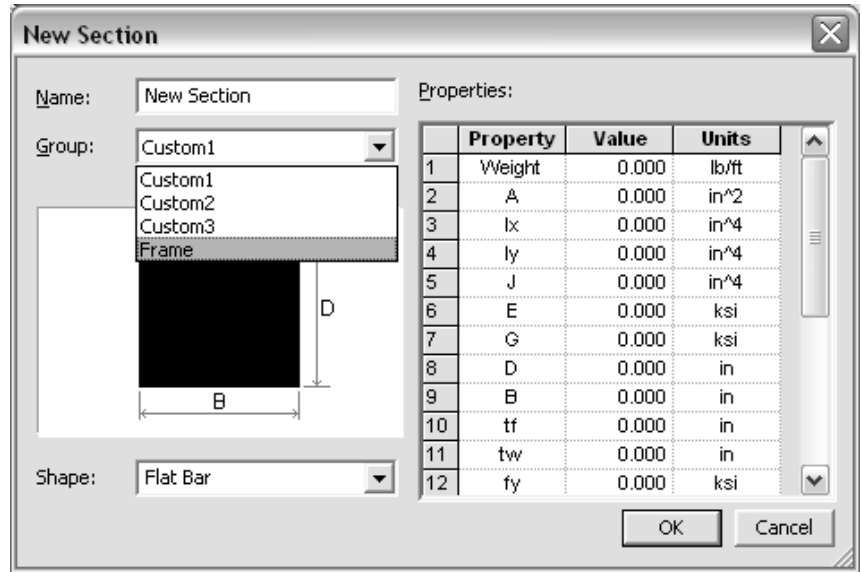 New Section
Name: New Section
Group: Custom1
Custom1
Custom2
Custom3
Frame
D
B
Shape: Flat Bar
Properties:
Property Value Units
1 Weight 0.000 lb/ft
2 A 0.000 in^2
3 Ix 0.000 in^4
4 Iy 0.000 in^4
5 J 0.000 in^4
6 E 0.000 ksi
7 G 0.000 ksi
8 D 0.000 in
9 B 0.000 in
10 tf 0.000 in
11 tw 0.000 in
12 fy 0.000 ksi
OK Cancel